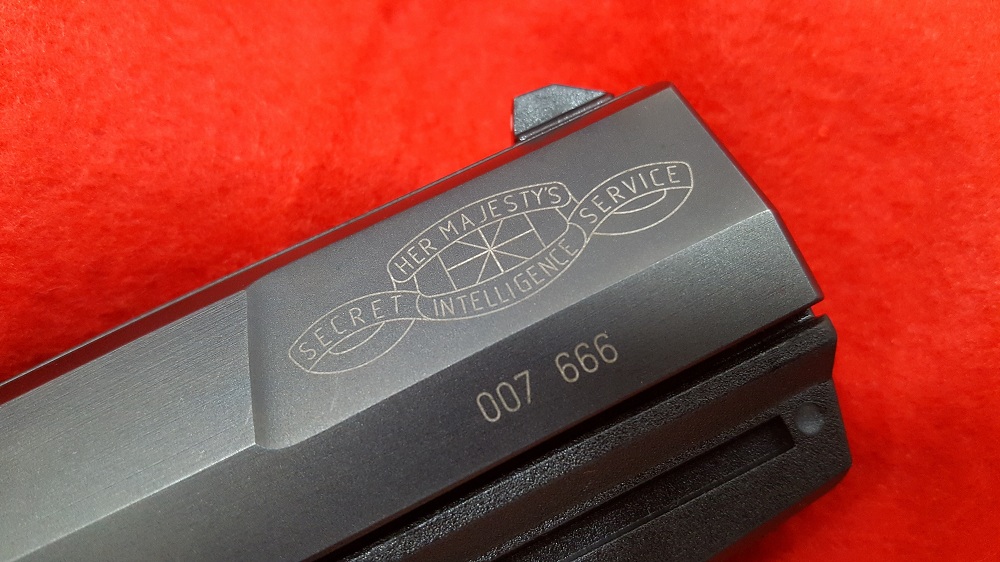 HER MAJESTY'S
SECRET INTELLIGENCE SERVICE
007 666